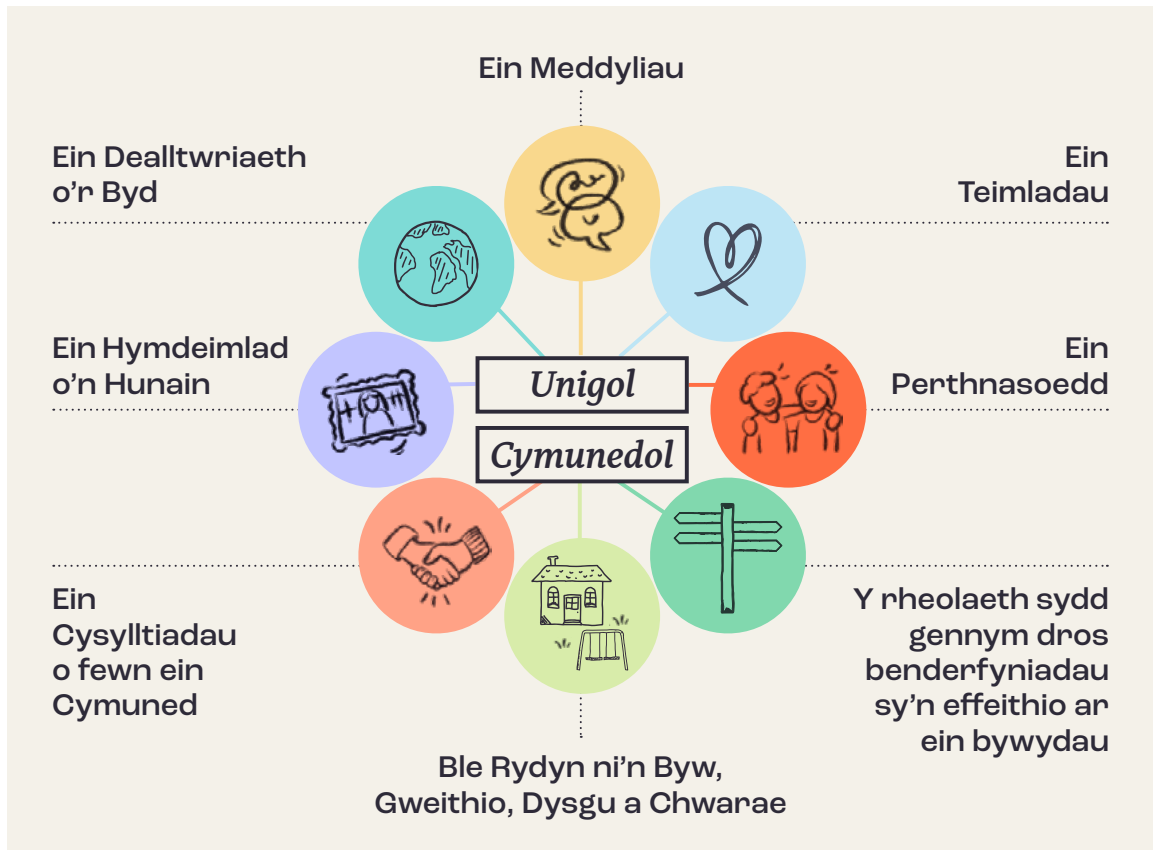 Ein Meddyliau
Ein Dealltwriaeth
o’r Byd
Ein
Teimladau
Ein Hymdeimlad
o’n Hunain
Unigol
Cymunedol
Ein
Perthnasoedd
Ein
Cysylltiadau
o fewn ein
Cymuned
Y rheolaeth sydd
gennym dros
benderfyniadau
sy’n effeithio ar
ein bywydau
Ble Rydyn ni’n Byw,
Gweithio, Dysgu a Chwarae